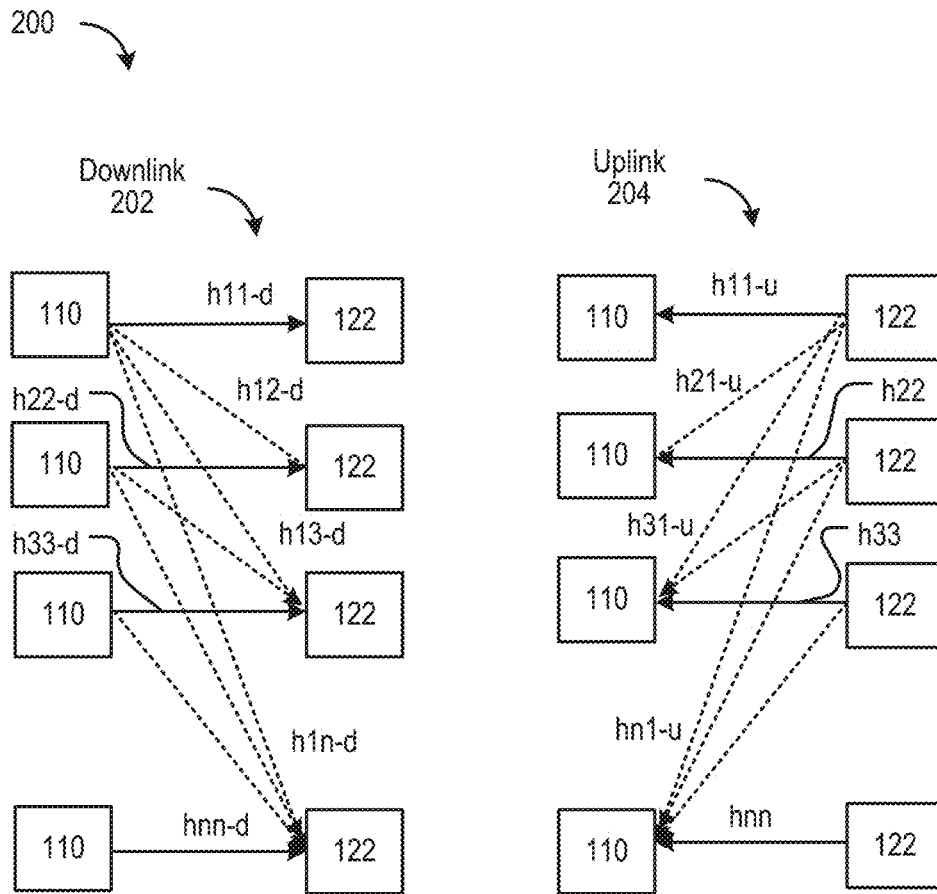 200
Downlink
202
Uplink
204
110
h11-d
122
110
h11-u
122
h12-d
h21-u
h22-d
h22
110
122
110
122
h13-d
h31-u
h33-d
h33
110
122
110
122
h1n-d
hn1-u
110
hnn-d
122
110
hnn
122